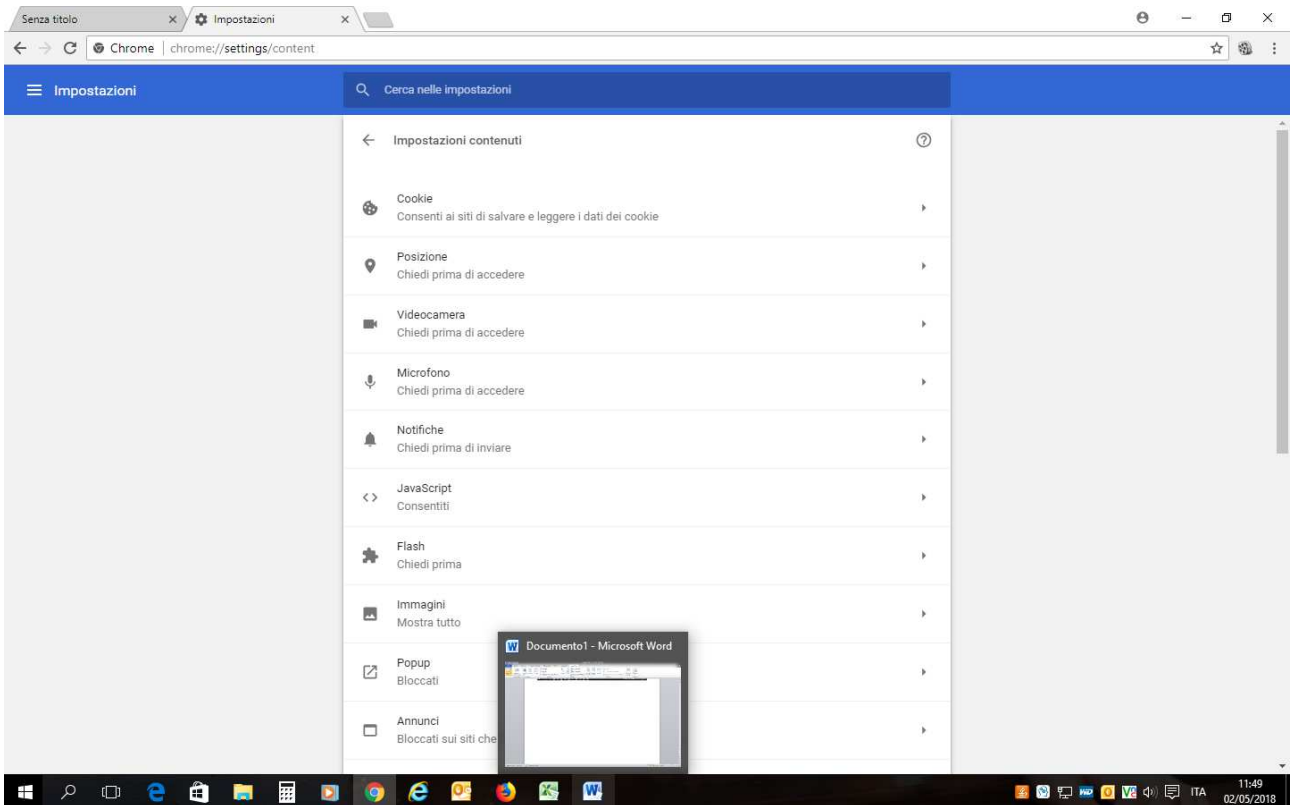 Senza titolo
Impostazioni
Chrome | chrome://settings/content
Impostazioni
Cerca nelle impostazioni
Impostazioni contenuti
Cookie
Consenti ai siti di salvare e leggere i dati dei cookie
Posizione
Chiedi prima di accedere
Videocamera
Chiedi prima di accedere
Microfono
Chiedi prima di accedere
Notifiche
Chiedi prima di inviare
JavaScript
Consentiti
Flash
Chiedi prima
Immagini
Mostra tutto
Documento1 - Microsoft Word
Popup
Bloccati
Annunci
Bloccati sui siti che
ITA
11:49
02/05/2018